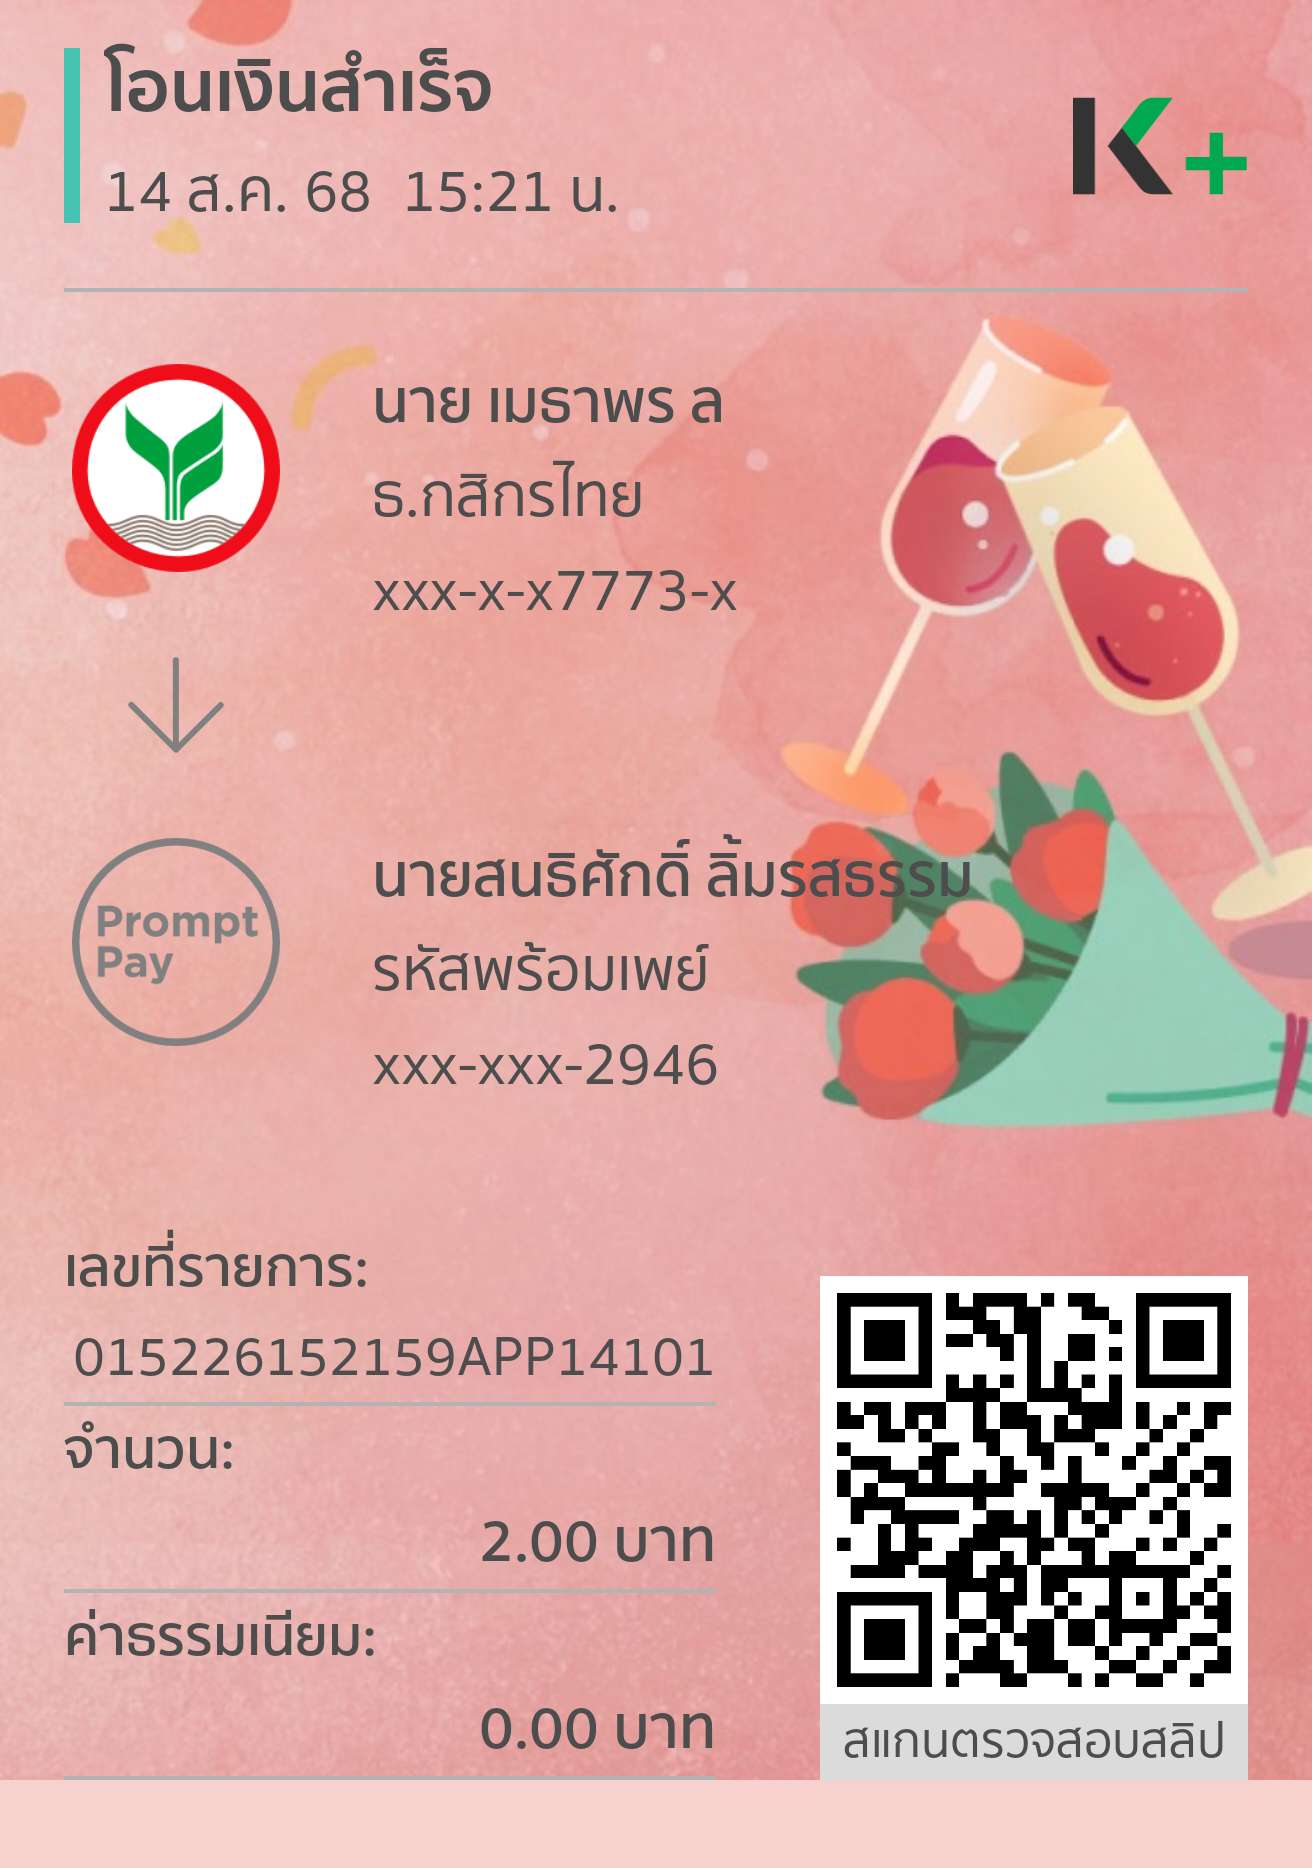 โอนเงินสำเร็จ
14 ส.ค. 68  15:21 น.
K+
นาย เมธาพร ล
ธ.กสิกรไทย
xxx-x-x7773-x
Prompt
Pay
นายสนธิศักดิ์ ลิ้มรสธรรม
รหัสพร้อมเพย์
xxx-xxx-2946
เลขที่รายการ:
015226152159APP14101
จำนวน:
2.00 บาท
ค่าธรรมเนียม:
0.00 บาท
สแกนตรวจสอบสลิป